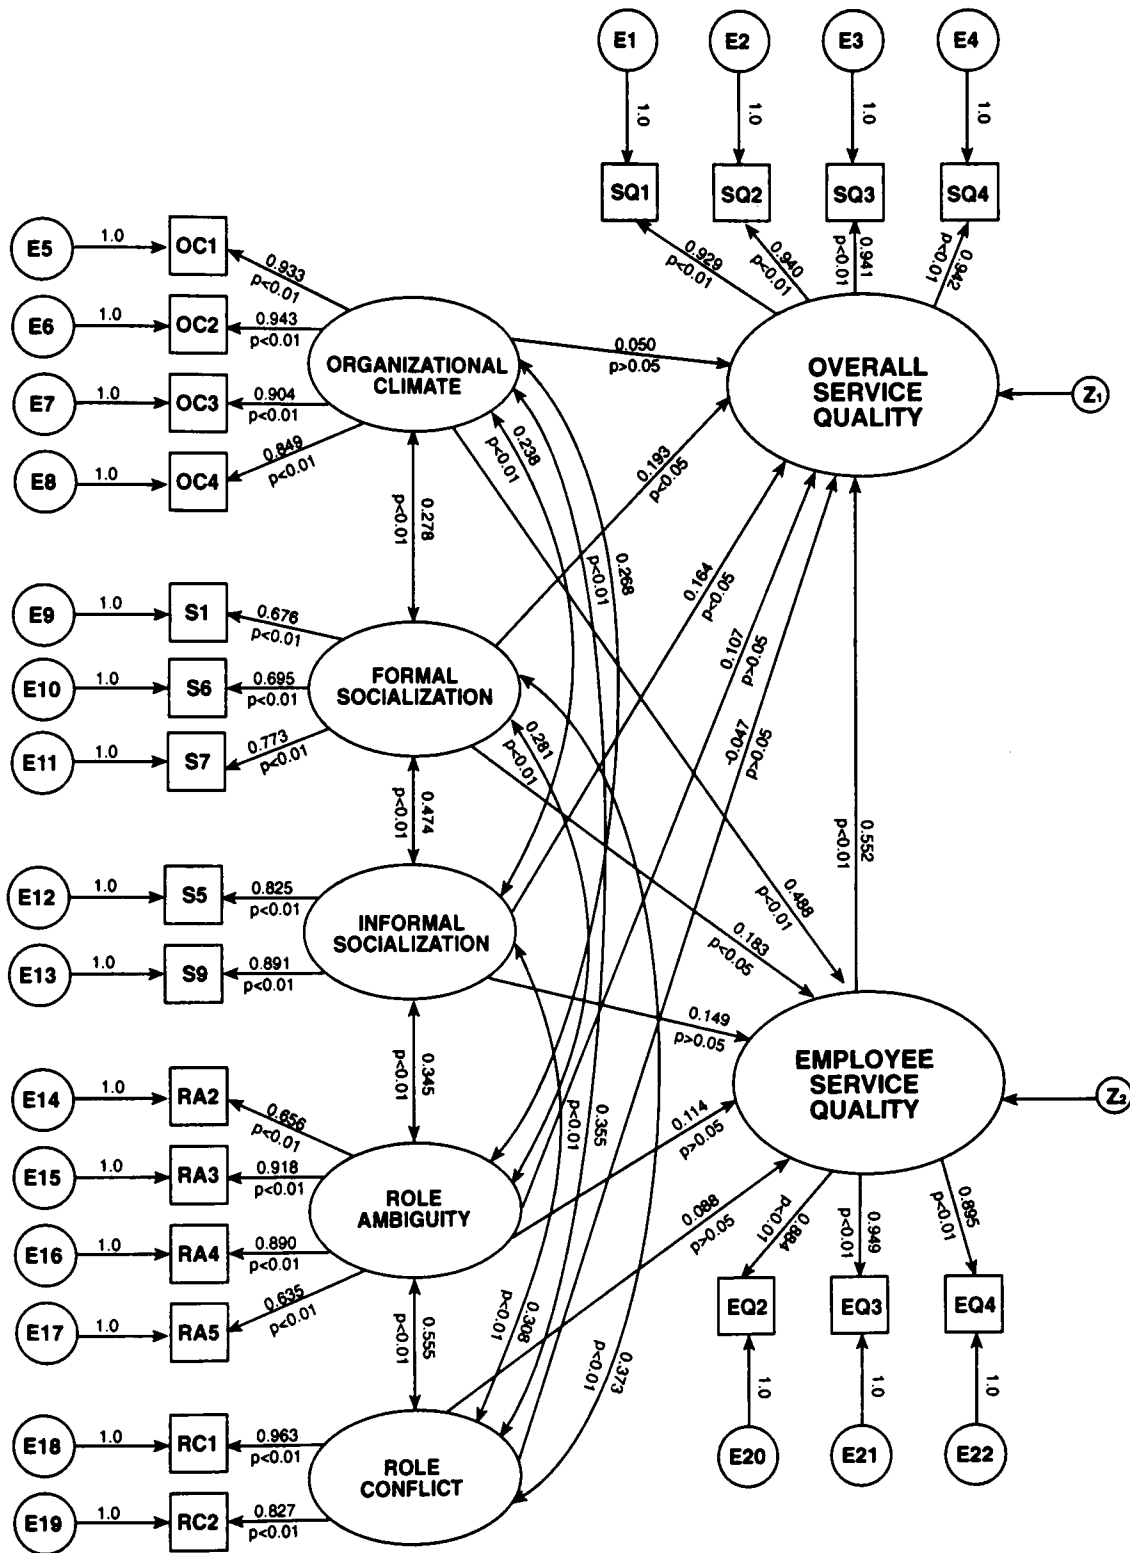 E1
E2
E3
E4
1.0
1.0
1.0
1.0
SQ1
SQ2
SQ3
SQ4
0.929
p<0.01
0.940
p<0.01
0.941
p<0.01
0.942
p<0.01
OVERALL
SERVICE
QUALITY
Z1
E5
1.0
OC1
0.933
p<0.01
E6
1.0
OC2
0.943
p<0.01
E7
1.0
OC3
0.904
p<0.01
E8
1.0
OC4
0.849
p<0.01
ORGANIZATIONAL
CLIMATE
0.050
p>0.05
0.238
p<0.01
0.193
p<0.05
0.278
p<0.01
0.268
p<0.01
0.164
p<0.05
0.107
p>0.05
-0.047
p>0.05
0.552
p<0.01
E9
1.0
S1
0.676
p<0.01
E10
1.0
S6
0.695
p<0.01
E11
1.0
S7
0.773
p<0.01
FORMAL
SOCIALIZATION
0.281
p<0.01
0.474
p<0.01
0.488
p<0.01
0.183
p<0.05
E12
1.0
S5
0.825
p<0.01
E13
1.0
S9
0.891
p<0.01
INFORMAL
SOCIALIZATION
0.149
p>0.05
0.345
p<0.01
0.355
p<0.01
0.114
p>0.05
EMPLOYEE
SERVICE
QUALITY
Z2
E14
1.0
RA2
0.656
p<0.01
E15
1.0
RA3
0.918
p<0.01
E16
1.0
RA4
0.890
p<0.01
E17
1.0
RA5
0.635
p<0.01
ROLE
AMBIGUITY
0.088
p>0.05
0.884
p<0.01
0.949
p<0.01
0.895
p<0.01
EQ2
EQ3
EQ4
0.555
p<0.01
0.308
p<0.01
0.373
p<0.01
1.0
1.0
1.0
E20
E21
E22
E18
1.0
RC1
0.963
p<0.01
E19
1.0
RC2
0.827
p<0.01
ROLE
CONFLICT